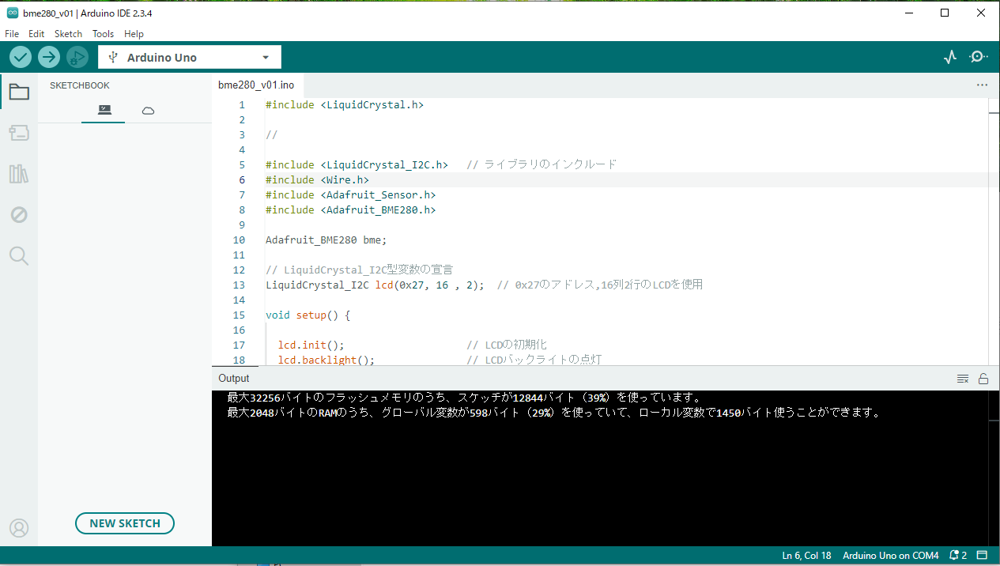 bme280_v01 | Arduino IDE 2.3.4
File Edit Sketch Tools Help
Arduino Uno
SKETCHBOOK
bme280_v01.ino
1 #include <LiquidCrystal.h>
2
3 //
4
5 #include <LiquidCrystal_I2C.h> // ライブラリのインクルード
6 #include <Wire.h>
7 #include <Adafruit_Sensor.h>
8 #include <Adafruit_BME280.h>
9
10 Adafruit_BME280 bme;
11
12 // LiquidCrystal_I2C型変数の宣言
13 LiquidCrystal_I2C lcd(0x27, 16 , 2); // 0x27のアドレス,16列2行のLCDを使用
14
15 void setup() {
16
17 lcd.init(); // LCDの初期化
18 lcd.backlight(); // LCDバックライトの点灯
Output
最大32256バイトのフラッシュメモリのうち、スケッチが12844バイト（39%）を使っています。
最大2048バイトのRAMのうち、グローバル変数が598バイト（29%）を使っていて、ローカル変数で1450バイト使うことができます。
NEW SKETCH
Ln 6, Col 18 Arduino Uno on COM4 2